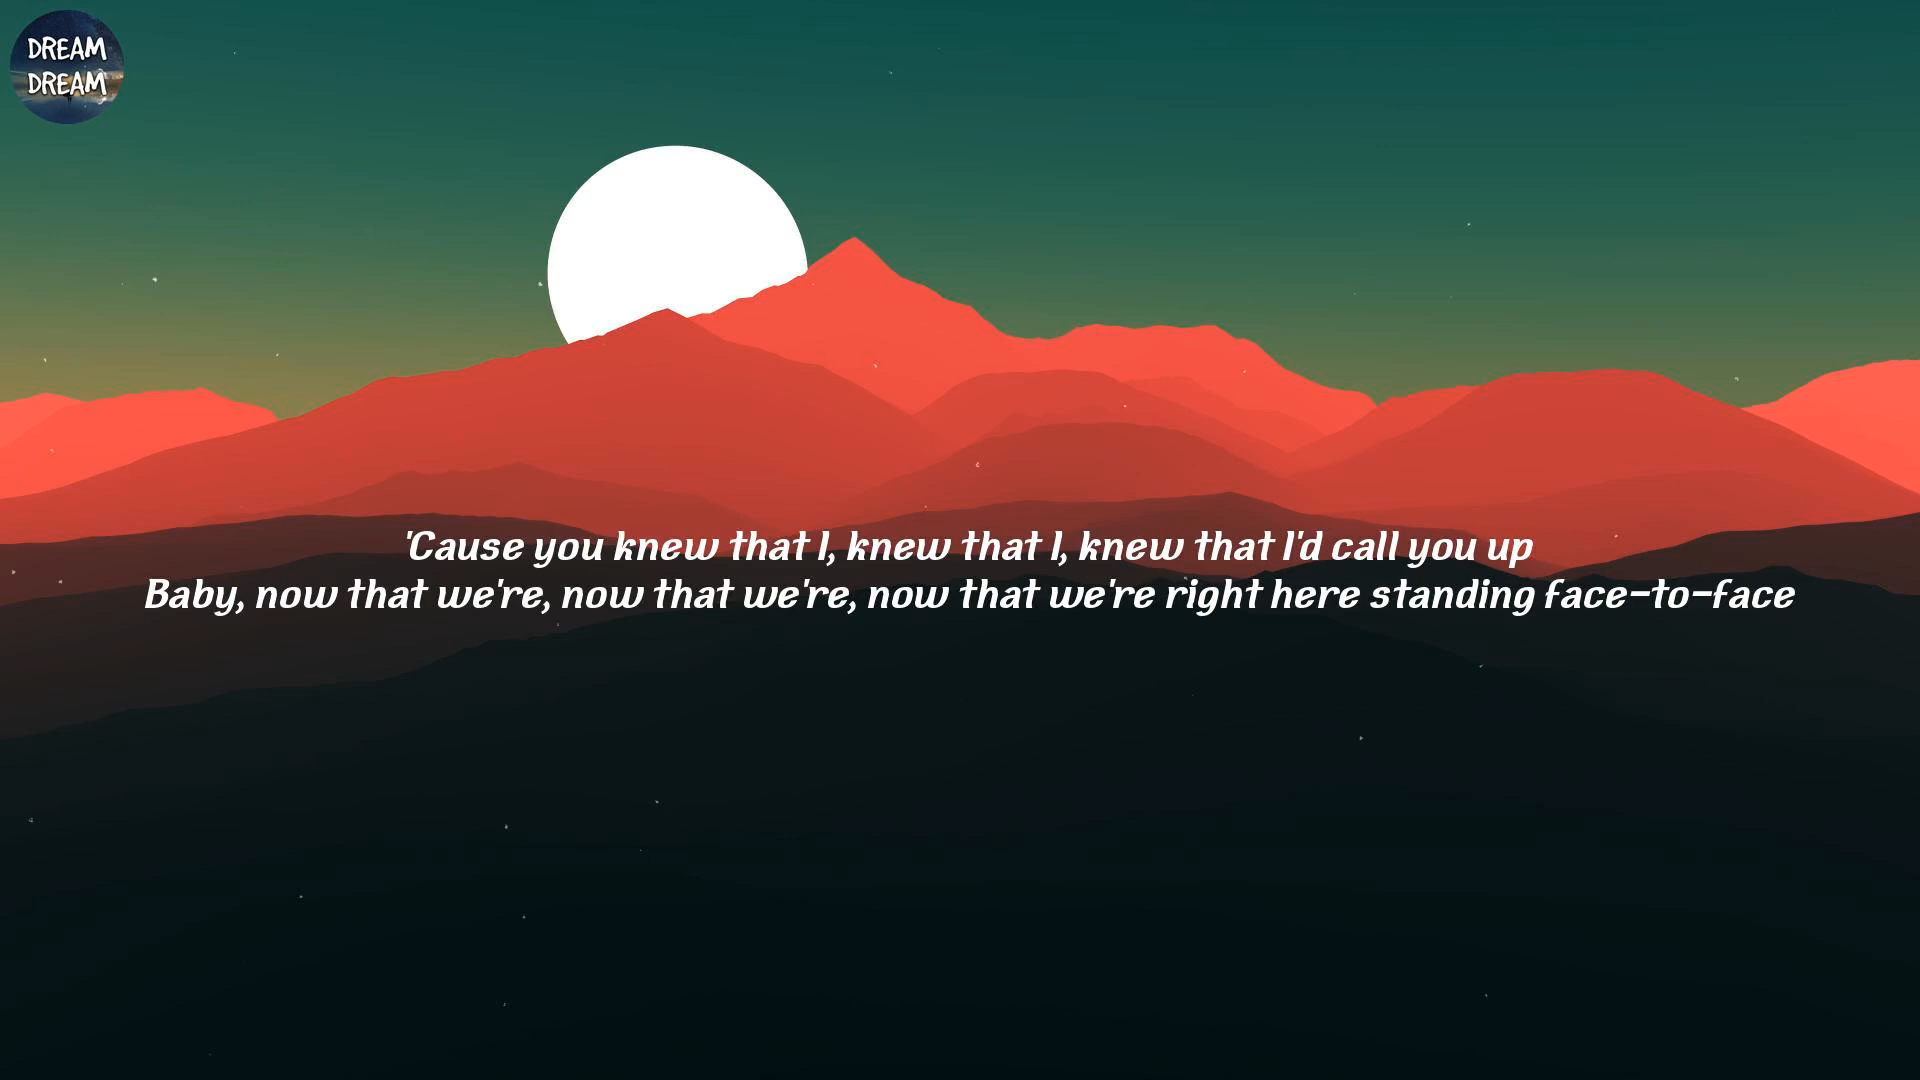 DREAM
DREAM
'Cause you knew that I, knew that I, knew that I'd call you up
Baby, now that we're, now that we're, now that we're right here standing face-to-face